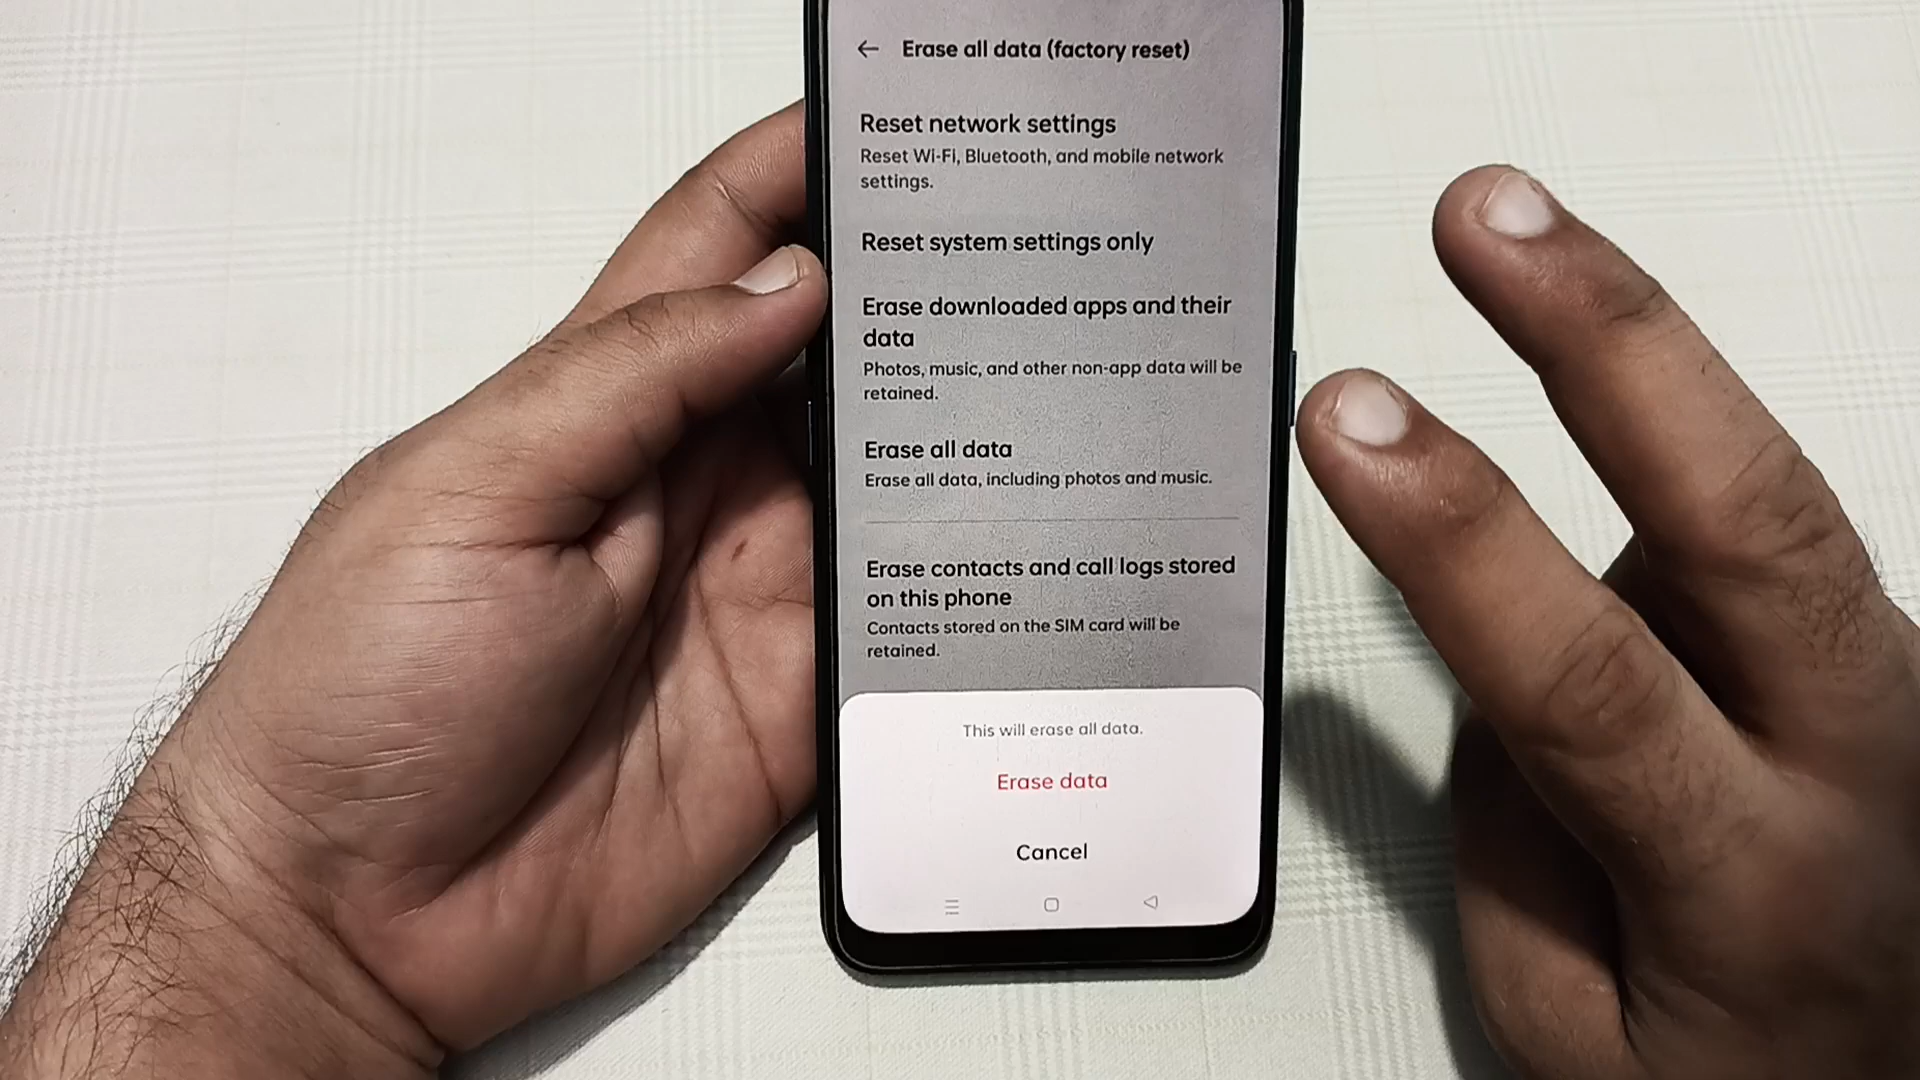 Erase all data (factory reset)
Reset network settings
Reset Wi-Fi, Bluetooth, and mobile network
settings.
Reset system settings only
Erase downloaded apps and their
data
Photos, music, and other non-app data will be
retained.
Erase all data
Erase all data, including photos and music.
Erase contacts and call logs stored
on this phone
Contacts stored on the SIM card will be
retained.
This will erase all data.
Erase data
Cancel